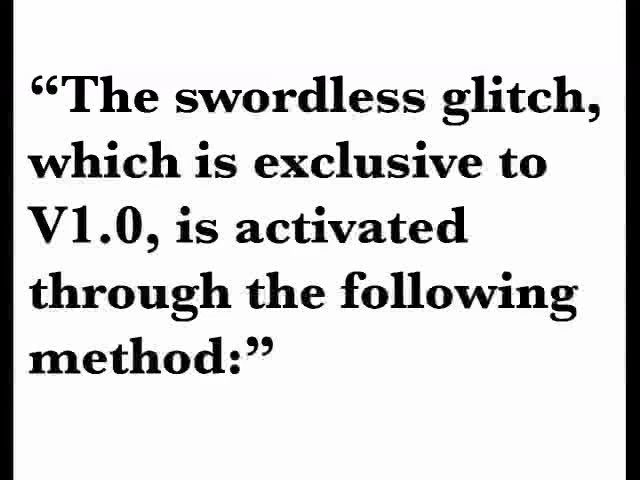 “The swordless glitch,
which is exclusive to
V1.0, is activated
through the following
method:”